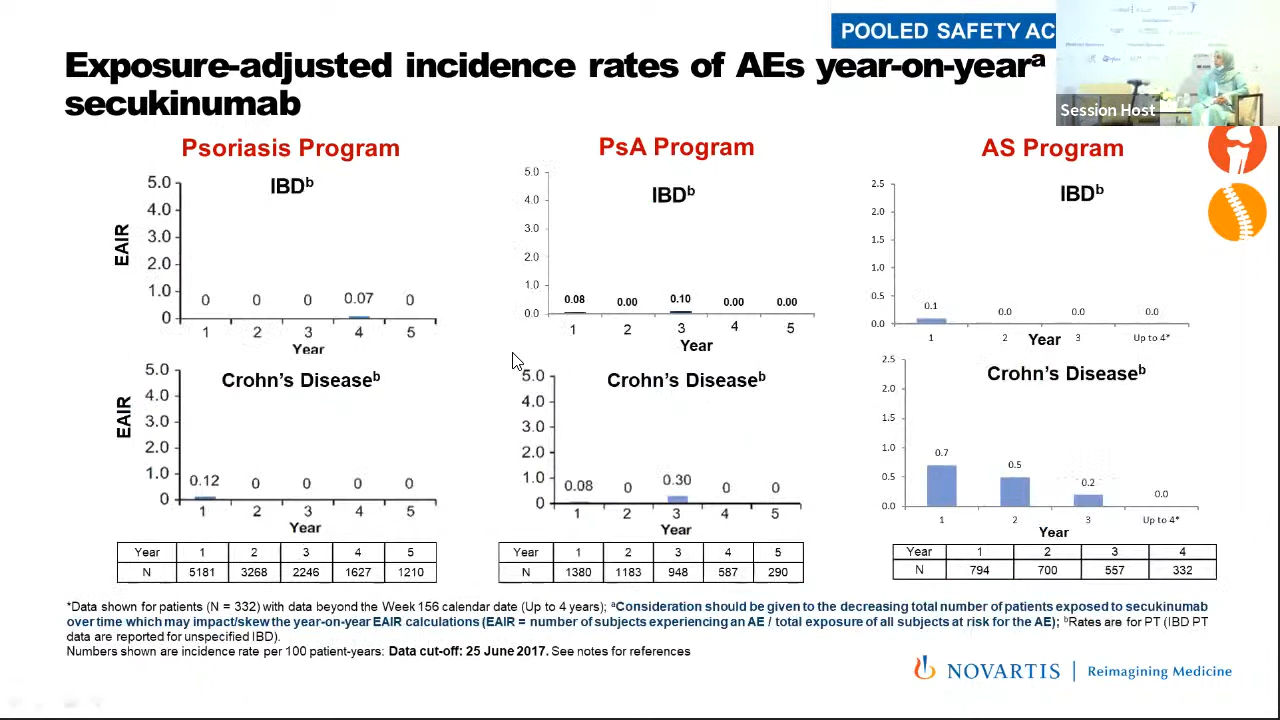 POOLED SAFETY AC
Session Host
Exposure-adjusted incidence rates of AEs year-on-yearᵃ
secukinumab
Psoriasis Program
PsA Program
AS Program
IBDᵇ
EAIR
5.0
4.0
3.0
2.0
1.0
0
0 0 0 0.07 0
1 2 3 4 5
Year
IBDᵇ
5.0
4.0
3.0
2.0
1.0
0.0
0.08 0.00 0.10 0.00 0.00
1 2 3 4 5
Year
IBDᵇ
2.5
2.0
1.5
1.0
0.5
0.0
0.1 0.0 0.0 0.0
1 2 3 Up to 4*
Year
Crohn's Diseaseᵇ
EAIR
5.0
4.0
3.0
2.0
1.0
0
0.12 0 0 0 0
1 2 3 4 5
Year
Crohn's Diseaseᵇ
5.0
4.0
3.0
2.0
1.0
0
0.08 0 0.30 0 0
1 2 3 4 5
Year
Crohn's Diseaseᵇ
2.5
2.0
1.5
1.0
0.5
0.0
0.7 0.5 0.2 0.0
1 2 3 Up to 4*
Year
Year 1 2 3 4 5
N 5181 3268 2246 1627 1210
Year 1 2 3 4 5
N 1380 1183 948 587 290
Year 1 2 3 4
N 794 700 557 332
*Data shown for patients (N = 332) with data beyond the Week 156 calendar date (Up to 4 years); ᵃConsideration should be given to the decreasing total number of patients exposed to secukinumab
over time which may impact/skew the year-on-year EAIR calculations (EAIR = number of subjects experiencing an AE / total exposure of all subjects at risk for the AE); ᵇRates are for PT (IBD PT
data are reported for unspecified IBD).
Numbers shown are incidence rate per 100 patient-years: Data cut-off: 25 June 2017. See notes for references
NOVARTIS | Reimagining Medicine